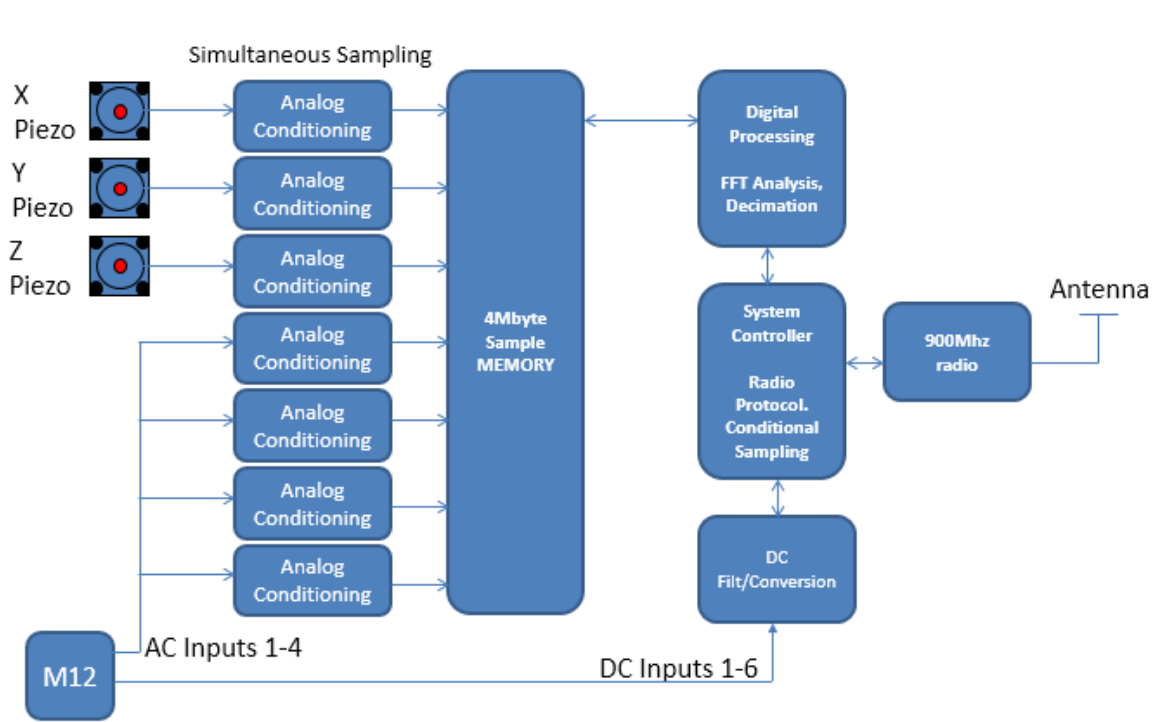 Simultaneous Sampling
X
Piezo
Y
Piezo
Z
Piezo
Analog
Conditioning
Analog
Conditioning
Analog
Conditioning
Analog
Conditioning
Analog
Conditioning
Analog
Conditioning
Analog
Conditioning
4Mbyte
Sample
MEMORY
Digital
Processing
FFT Analysis,
Decimation
System
Controller
Radio
Protocol.
Conditional
Sampling
900Mhz
radio
Antenna
DC
Filt/Conversion
M12
AC Inputs 1-4
DC Inputs 1-6